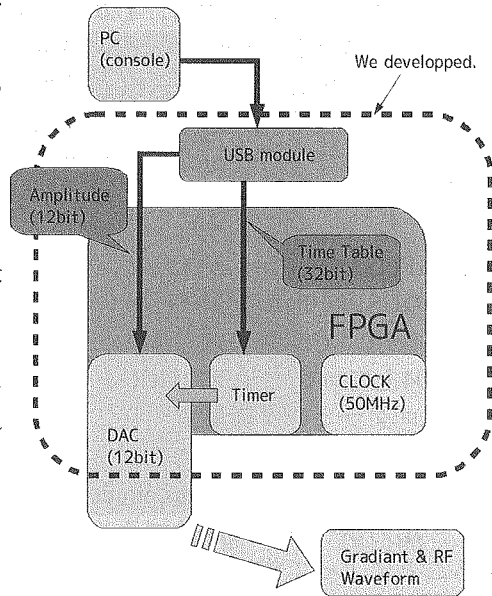 PC
(console)
We developped.
USB module
Amplitude
(12bit)
Time Table
(32bit)
FPGA
DAC
(12bit)
Timer
CLOCK
(50MHz)
Gradiant & RF
Waveform